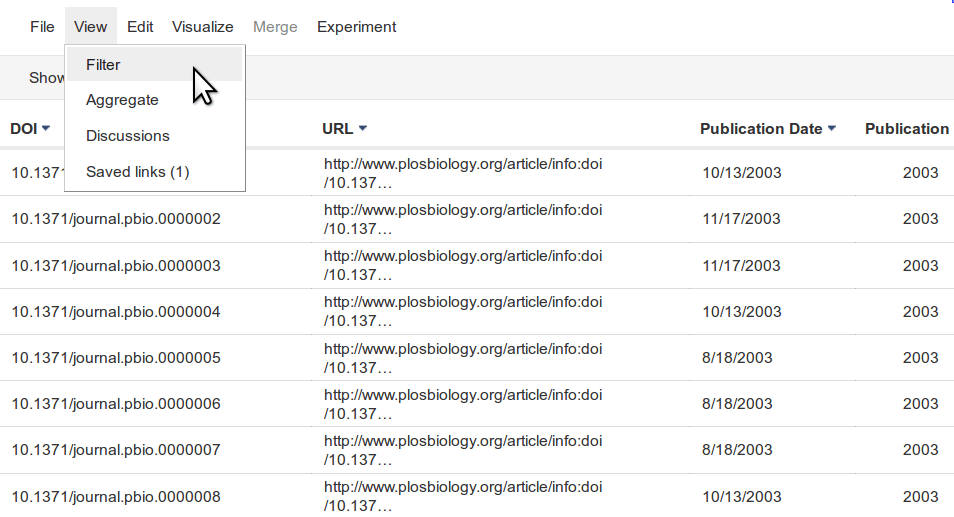 File View Edit Visualize Merge Experiment
Filter
Show
Aggregate
Discussions
Saved links (1)
DOI URL Publication Date Publication
10.1371 http://www.plosbiology.org/article/info:doi
/10.137… 10/13/2003 2003
10.1371/journal.pbio.0000002 http://www.plosbiology.org/article/info:doi
/10.137… 11/17/2003 2003
10.1371/journal.pbio.0000003 http://www.plosbiology.org/article/info:doi
/10.137… 11/17/2003 2003
10.1371/journal.pbio.0000004 http://www.plosbiology.org/article/info:doi
/10.137… 10/13/2003 2003
10.1371/journal.pbio.0000005 http://www.plosbiology.org/article/info:doi
/10.137… 8/18/2003 2003
10.1371/journal.pbio.0000006 http://www.plosbiology.org/article/info:doi
/10.137… 8/18/2003 2003
10.1371/journal.pbio.0000007 http://www.plosbiology.org/article/info:doi
/10.137… 8/18/2003 2003
10.1371/journal.pbio.0000008 http://www.plosbiology.org/article/info:doi
/10.137… 10/13/2003 2003